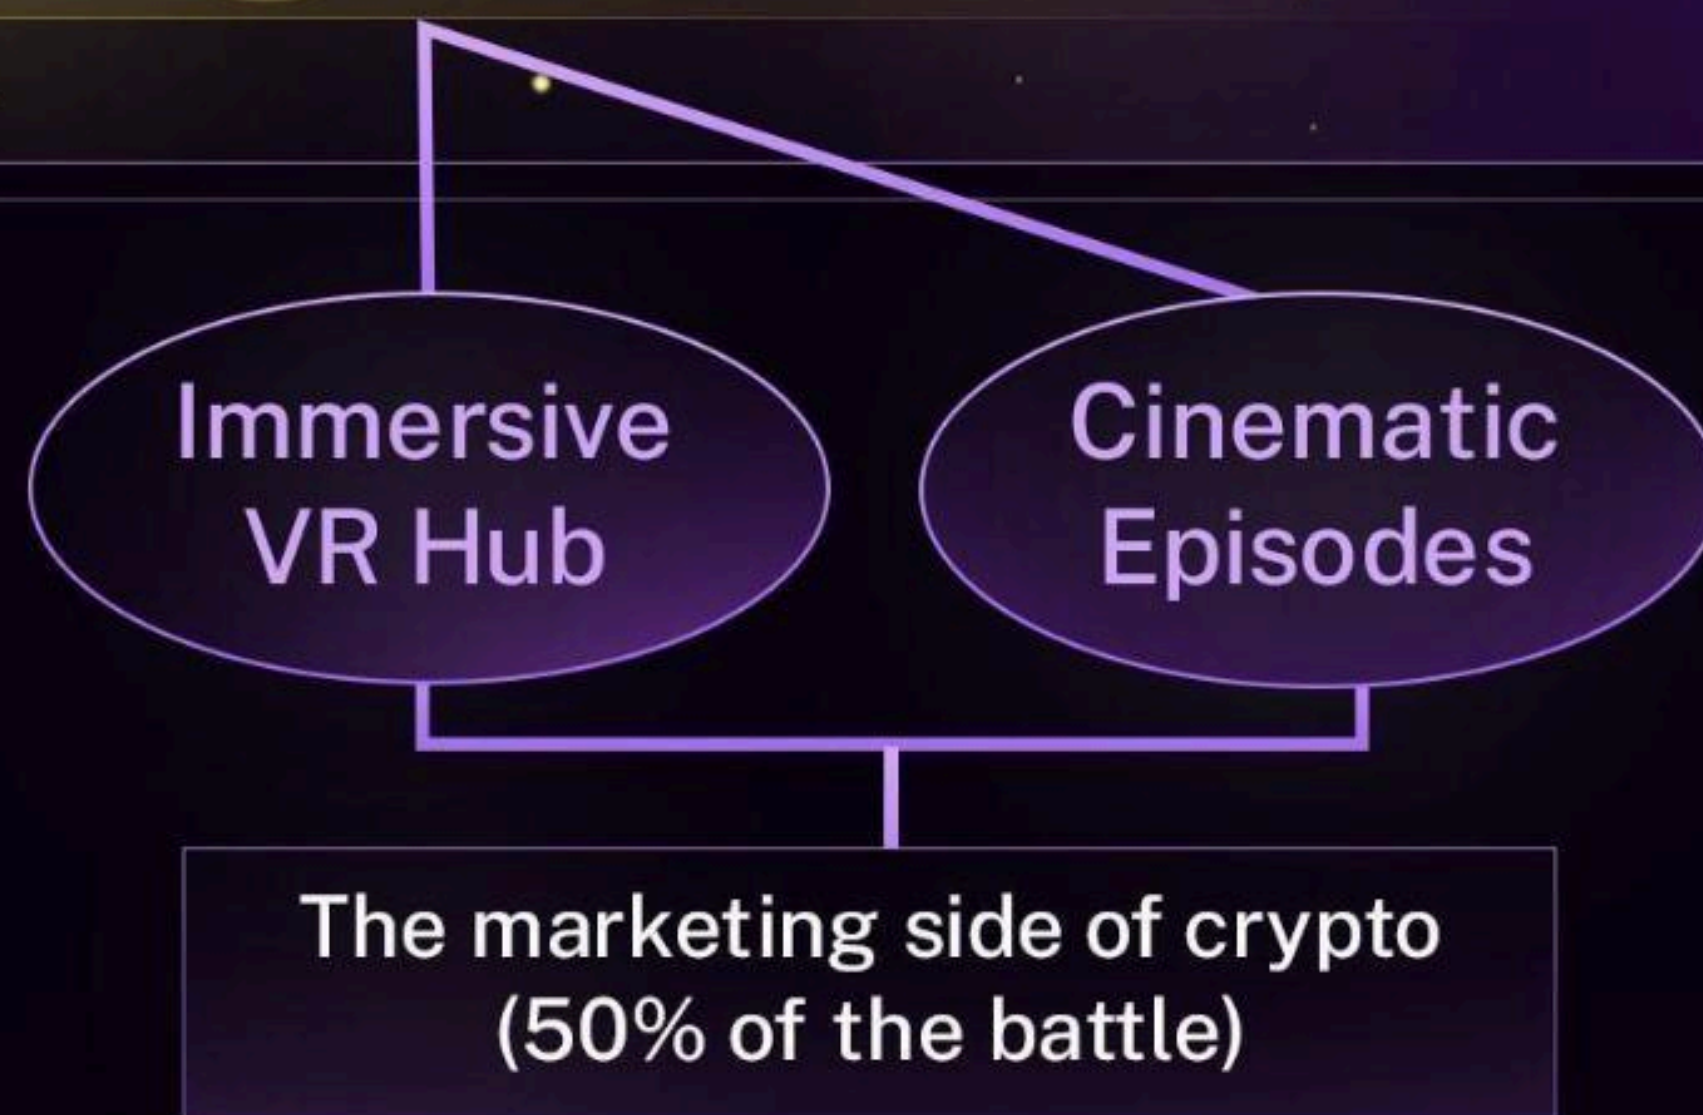 Immersive
VR Hub
Cinematic
Episodes
The marketing side of crypto
(50% of the battle)